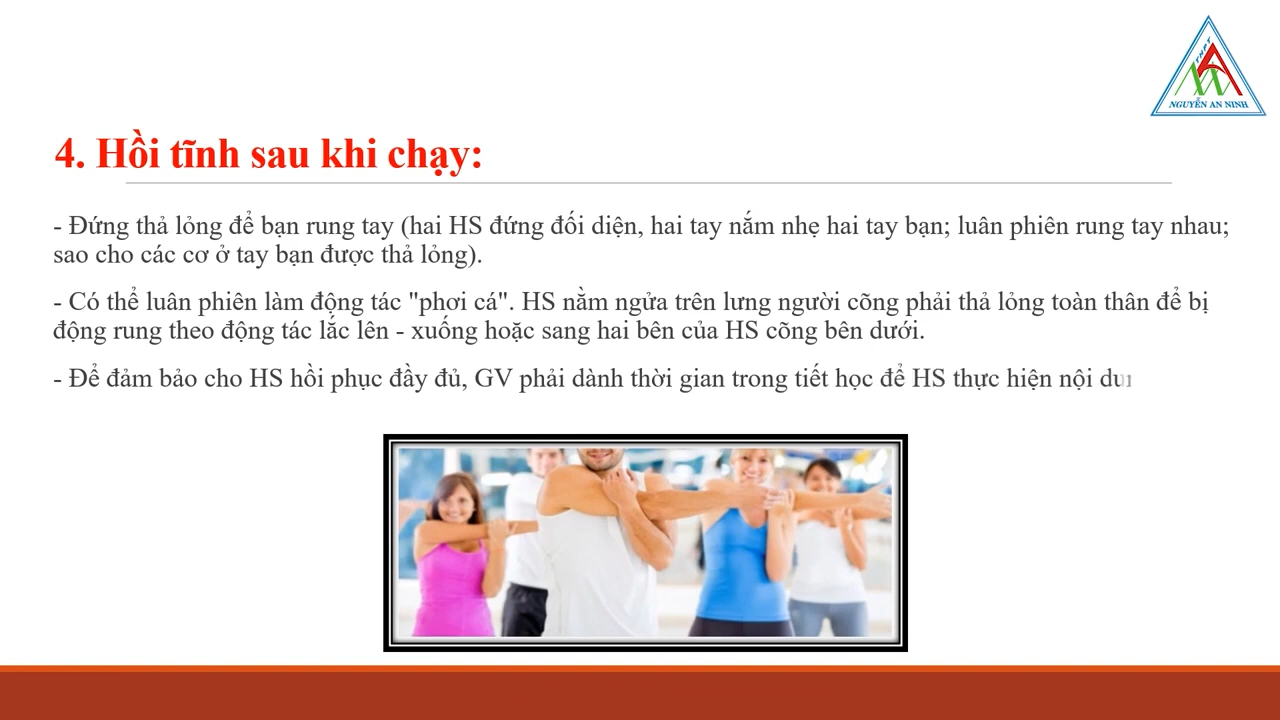 THPT
NGUYỄN AN NINH
4. Hồi tĩnh sau khi chạy:
- Đứng thả lỏng để bạn rung tay (hai HS đứng đối diện, hai tay nắm nhẹ hai tay bạn; luân phiên rung tay nhau;
sao cho các cơ ở tay bạn được thả lỏng).
- Có thể luân phiên làm động tác "phơi cá". HS nằm ngửa trên lưng người cõng phải thả lỏng toàn thân để bị
động rung theo động tác lắc lên - xuống hoặc sang hai bên của HS cõng bên dưới.
- Để đảm bảo cho HS hồi phục đầy đủ, GV phải dành thời gian trong tiết học để HS thực hiện nội